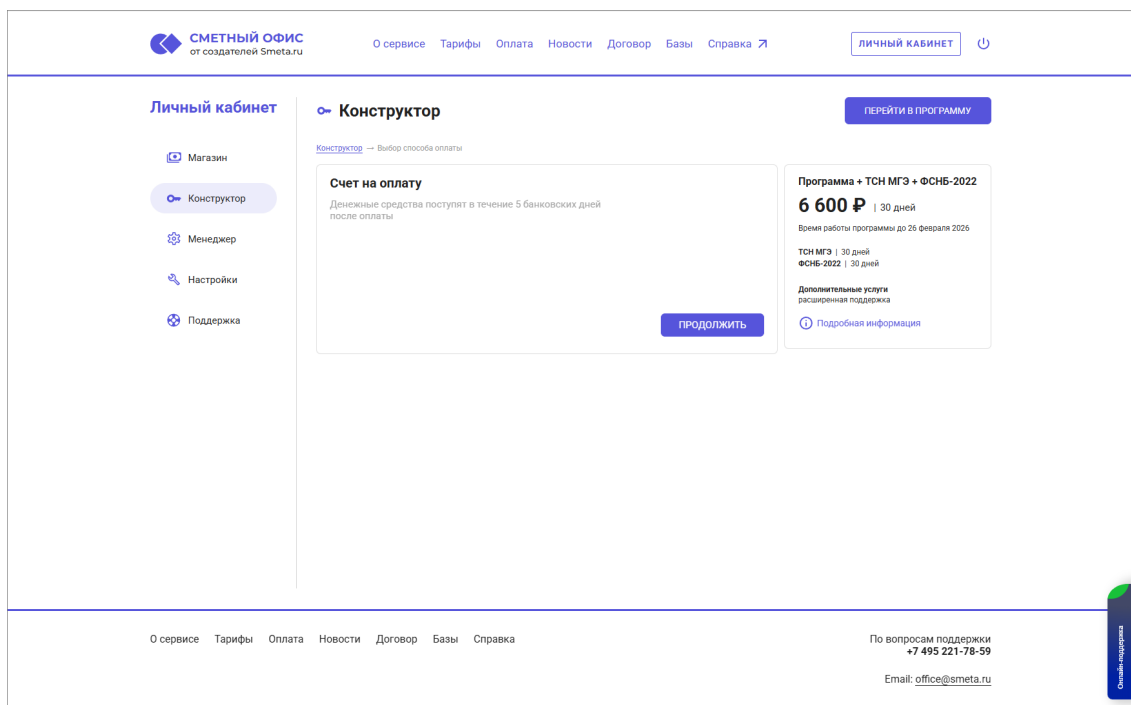 СМЕТНЫЙ ОФИС
от создателей Smeta.ru
О сервисе Тарифы Оплата Новости Договор Базы Справка
ЛИЧНЫЙ КАБИНЕТ
Личный кабинет
Магазин
Конструктор
Менеджер
Настройки
Поддержка
Конструктор
ПЕРЕЙТИ В ПРОГРАММУ
Конструктор → Выбор способа оплаты
Счет на оплату
Денежные средства поступят в течение 5 банковских дней
после оплаты
ПРОДОЛЖИТЬ
Программа + ТСН МГЭ + ФСНБ-2022
6 600 ₽ | 30 дней
Время работы программы до 26 февраля 2026
ТСН МГЭ | 30 дней
ФСНБ-2022 | 30 дней
Дополнительные услуги
расширенная поддержка
Подробная информация
О сервисе Тарифы Оплата Новости Договор Базы Справка
По вопросам поддержки
+7 495 221-78-59
Email: office@smeta.ru
Онлайн-поддержка